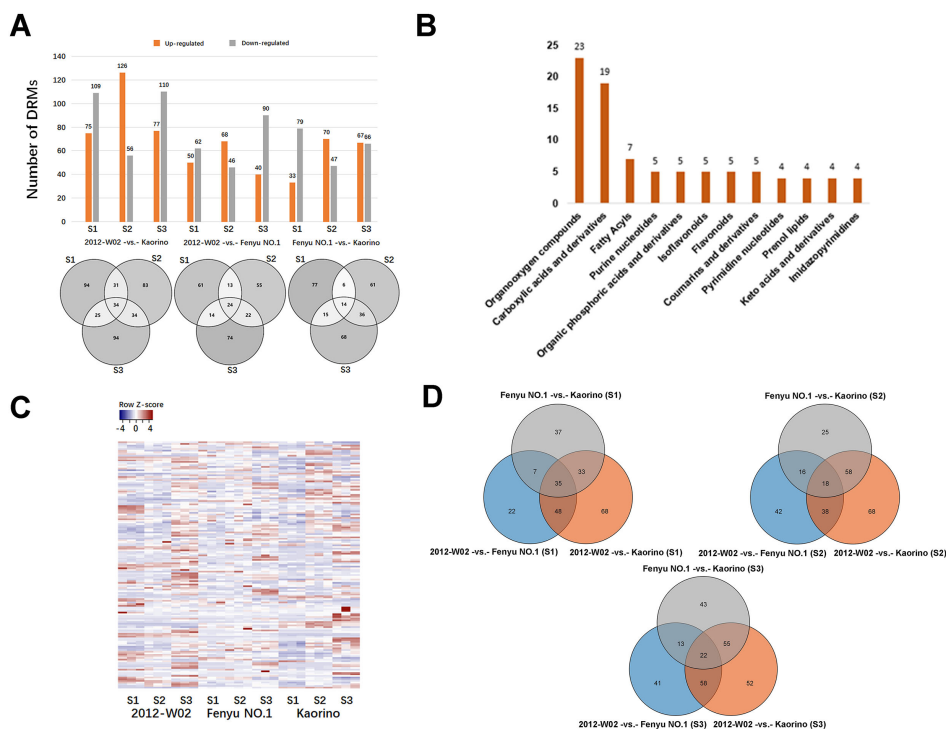 A
Up-regulated Down-regulated
Number of DRMs
140
120
100
80
60
40
20
0
75 109 126 56 77 110 50 62 68 46 40 90 33 79 70 47 67 66
S1 S2 S3 S1 S2 S3 S1 S2 S3
2012-W02 -vs.- Kaorino 2012-W02 -vs.- Fenyu NO.1 Fenyu NO.1 -vs.- Kaorino
S1 S2 S1 S2 S1 S2
94 31 83 61 13 55 77 6 61
34 24 14
25 34 14 22 15 36
94 74 68
S3 S3 S3
B
25
20
15
10
5
0
23 19 7 5 5 5 5 5 4 4 4 4
Organooxygen compounds
Carboxylic acids and derivatives
Fatty Acyls
Purine nucleotides
Organic phosphoric acids and derivatives
Isoflavonoids
Flavonoids
Coumarins and derivatives
Pyrimidine nucleotides
Prenol lipids
Keto acids and derivatives
Imidazopyrimidines
C
Row Z-score
-4 -2 0 2 4
S1 S2 S3 S1 S2 S3 S1 S2 S3
2012-W02 Fenyu NO.1 Kaorino
D
Fenyu NO.1 -vs.- Kaorino (S1)
37
7 33
35
22 48 68
2012-W02 -vs.- Fenyu NO.1 (S1) 2012-W02 -vs.- Kaorino (S1)
Fenyu NO.1 -vs.- Kaorino (S2)
25
16 58
18
42 38 68
2012-W02 -vs.- Fenyu NO.1 (S2) 2012-W02 -vs.- Kaorino (S2)
Fenyu NO.1 -vs.- Kaorino (S3)
43
13 55
22
41 58 52
2012-W02 -vs.- Fenyu NO.1 (S3) 2012-W02 -vs.- Kaorino (S3)